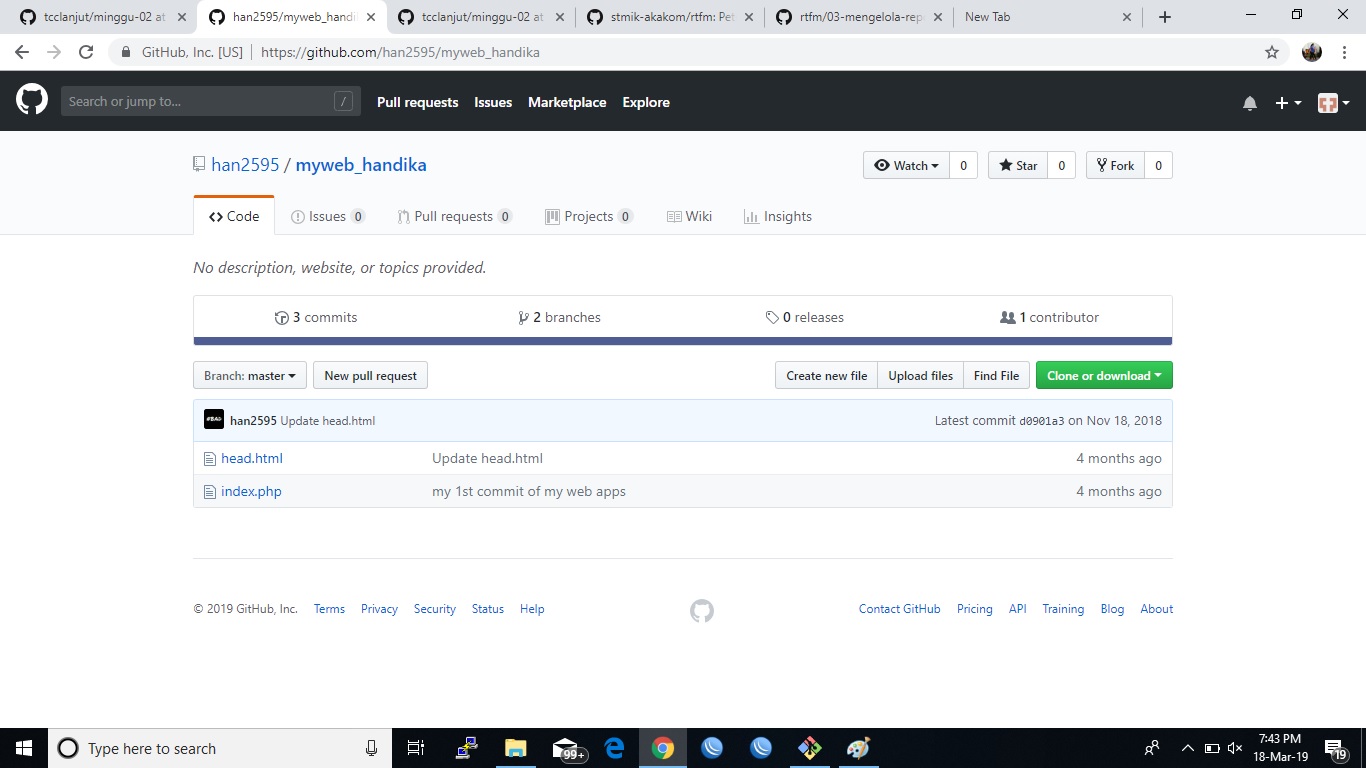 tcclanjut/minggu-02 at
han2595/myweb_handi
tcclanjut/minggu-02 at
stmik-akakom/rtfm: Pet
rtfm/03-mengelola-rep
New Tab
GitHub, Inc. [US]
https://github.com/han2595/myweb_handika
Search or jump to...
/
Pull requests
Issues
Marketplace
Explore
han2595 / myweb_handika
Watch 0
Star 0
Fork 0
Code
Issues 0
Pull requests 0
Projects 0
Wiki
Insights
No description, website, or topics provided.
3 commits
2 branches
0 releases
1 contributor
Branch: master
New pull request
Create new file
Upload files
Find File
Clone or download
#BAD
han2595 Update head.html
Latest commit d0901a3 on Nov 18, 2018
head.html
Update head.html
4 months ago
index.php
my 1st commit of my web apps
4 months ago
© 2019 GitHub, Inc.
Terms
Privacy
Security
Status
Help
Contact GitHub
Pricing
API
Training
Blog
About
Type here to search
99+
7:43 PM
18-Mar-19
19